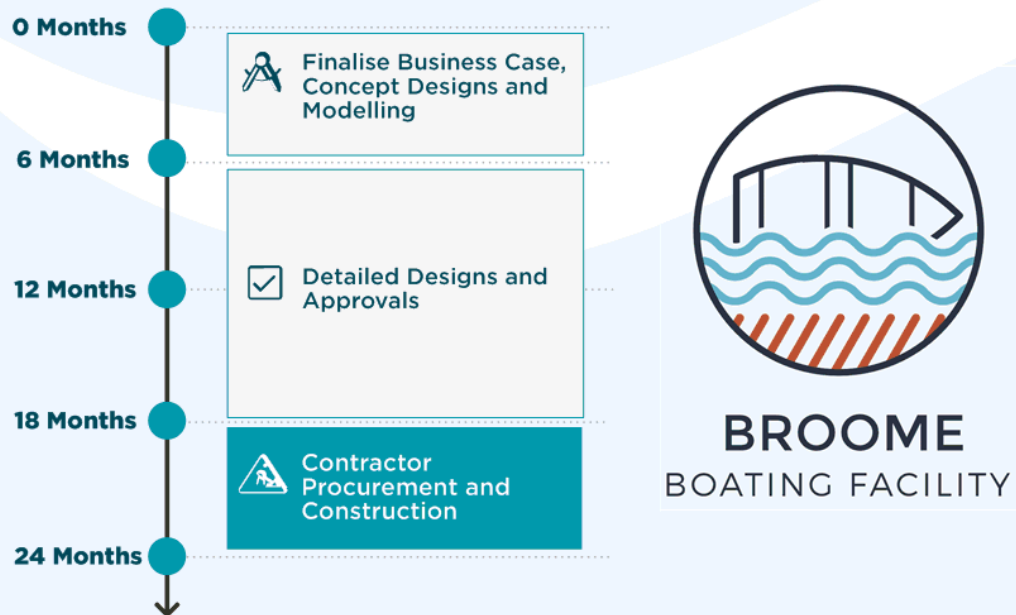 0 Months
Finalise Business Case,
Concept Designs and
Modelling
6 Months
12 Months
Detailed Designs and
Approvals
18 Months
Contractor
Procurement and
Construction
24 Months
BROOME
BOATING FACILITY